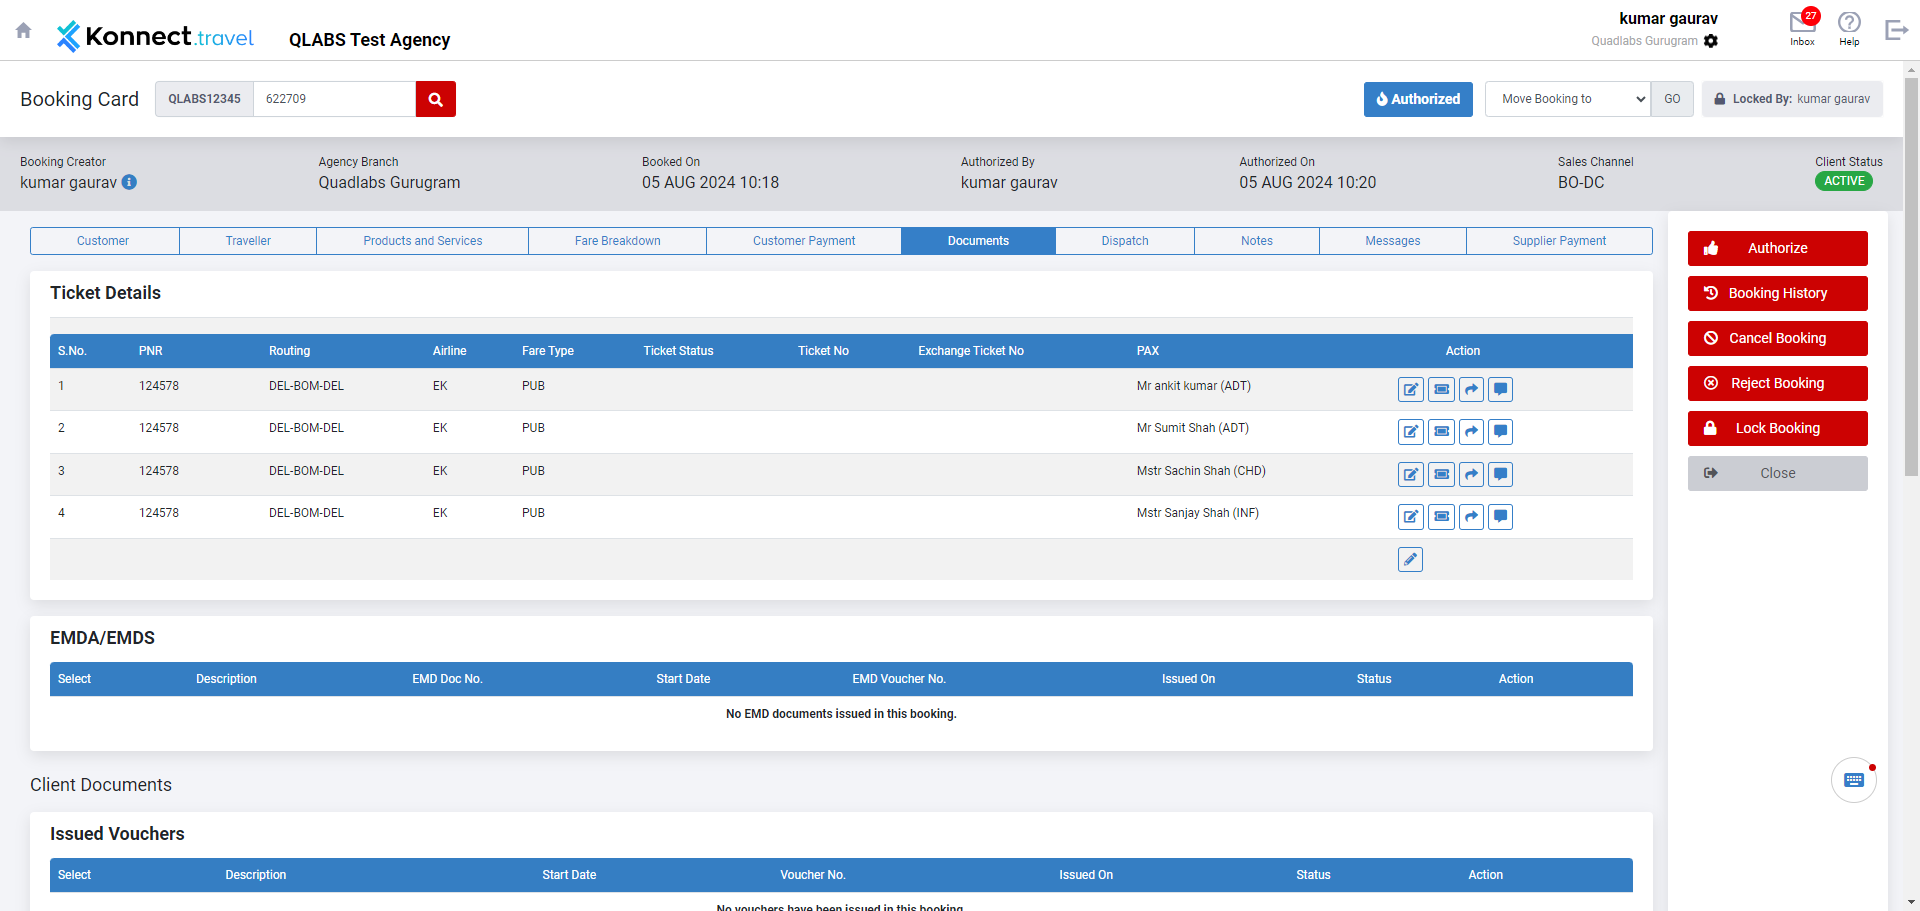 Konnect.travel
QLABS Test Agency
kumar gaurav
Quadlabs Gurugram
27
Inbox
Help
Booking Card
QLABS12345
622709
Authorized
Move Booking to
GO
Locked By: kumar gaurav
Booking Creator
kumar gaurav
Agency Branch
Quadlabs Gurugram
Booked On
05 AUG 2024 10:18
Authorized By
kumar gaurav
Authorized On
05 AUG 2024 10:20
Sales Channel
BO-DC
Client Status
ACTIVE
Customer Traveller Products and Services Fare Breakdown Customer Payment Documents Dispatch Notes Messages Supplier Payment
Ticket Details
S.No. PNR Routing Airline Fare Type Ticket Status Ticket No Exchange Ticket No PAX Action
1 124578 DEL-BOM-DEL EK PUB Mr ankit kumar (ADT)
2 124578 DEL-BOM-DEL EK PUB Mr Sumit Shah (ADT)
3 124578 DEL-BOM-DEL EK PUB Mstr Sachin Shah (CHD)
4 124578 DEL-BOM-DEL EK PUB Mstr Sanjay Shah (INF)
EMDA/EMDS
Select Description EMD Doc No. Start Date EMD Voucher No. Issued On Status Action
No EMD documents issued in this booking.
Client Documents
Issued Vouchers
Select Description Start Date Voucher No. Issued On Status Action
No vouchers have been issued in this booking.
Authorize
Booking History
Cancel Booking
Reject Booking
Lock Booking
Close